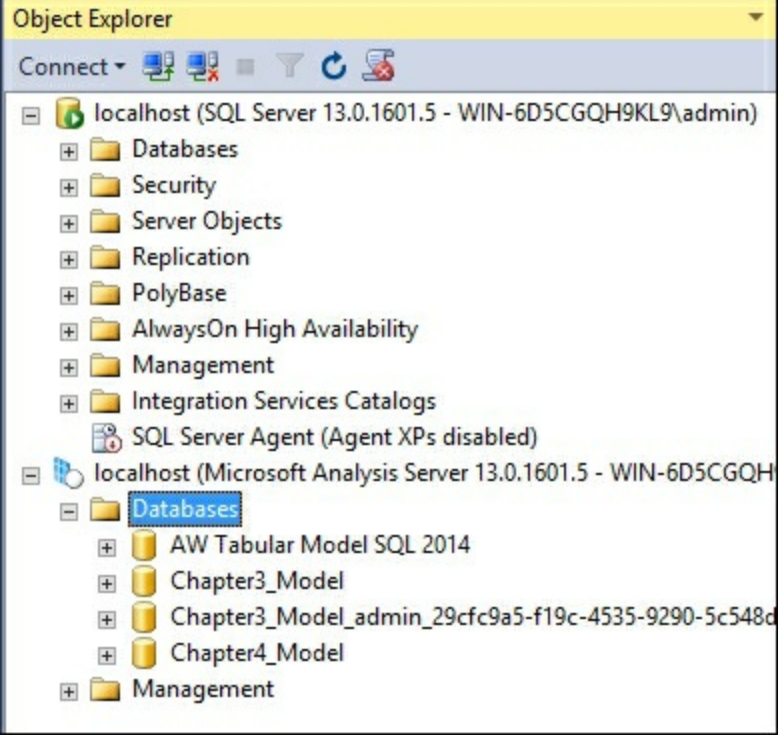 Object Explorer
Connect
localhost (SQL Server 13.0.1601.5 - WIN-6D5CGQH9KL9\admin)
Databases
Security
Server Objects
Replication
PolyBase
AlwaysOn High Availability
Management
Integration Services Catalogs
SQL Server Agent (Agent XPs disabled)
localhost (Microsoft Analysis Server 13.0.1601.5 - WIN-6D5CGQH
Databases
AW Tabular Model SQL 2014
Chapter3_Model
Chapter3_Model_admin_29cfc9a5-f19c-4535-9290-5c548d
Chapter4_Model
Management